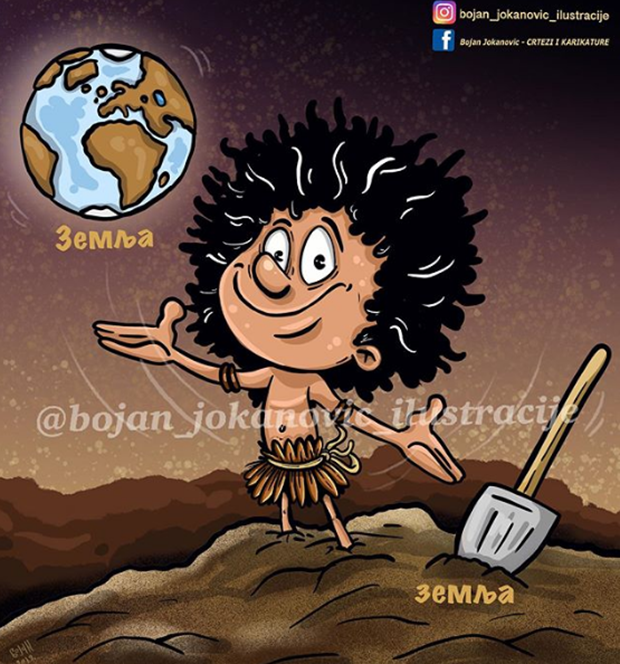 bojan_jokanovic_ilustracije
Bojan Jokanovic - CRTEZI I KARIKATURE
Земља
@bojan_jokanovic_ilustracije
земља